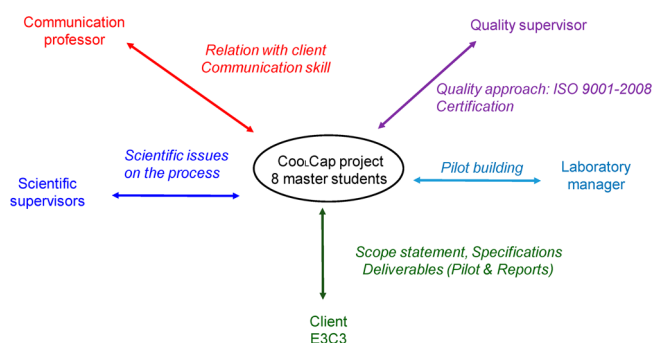 Communication
professor
Quality supervisor
Relation with client
Communication skill
Quality approach: ISO 9001-2008
Certification
Scientific issues
on the process
CooLCap project
8 master students
Pilot building
Laboratory
manager
Scientific
supervisors
Scope statement, Specifications
Deliverables (Pilot & Reports)
Client
E3C3